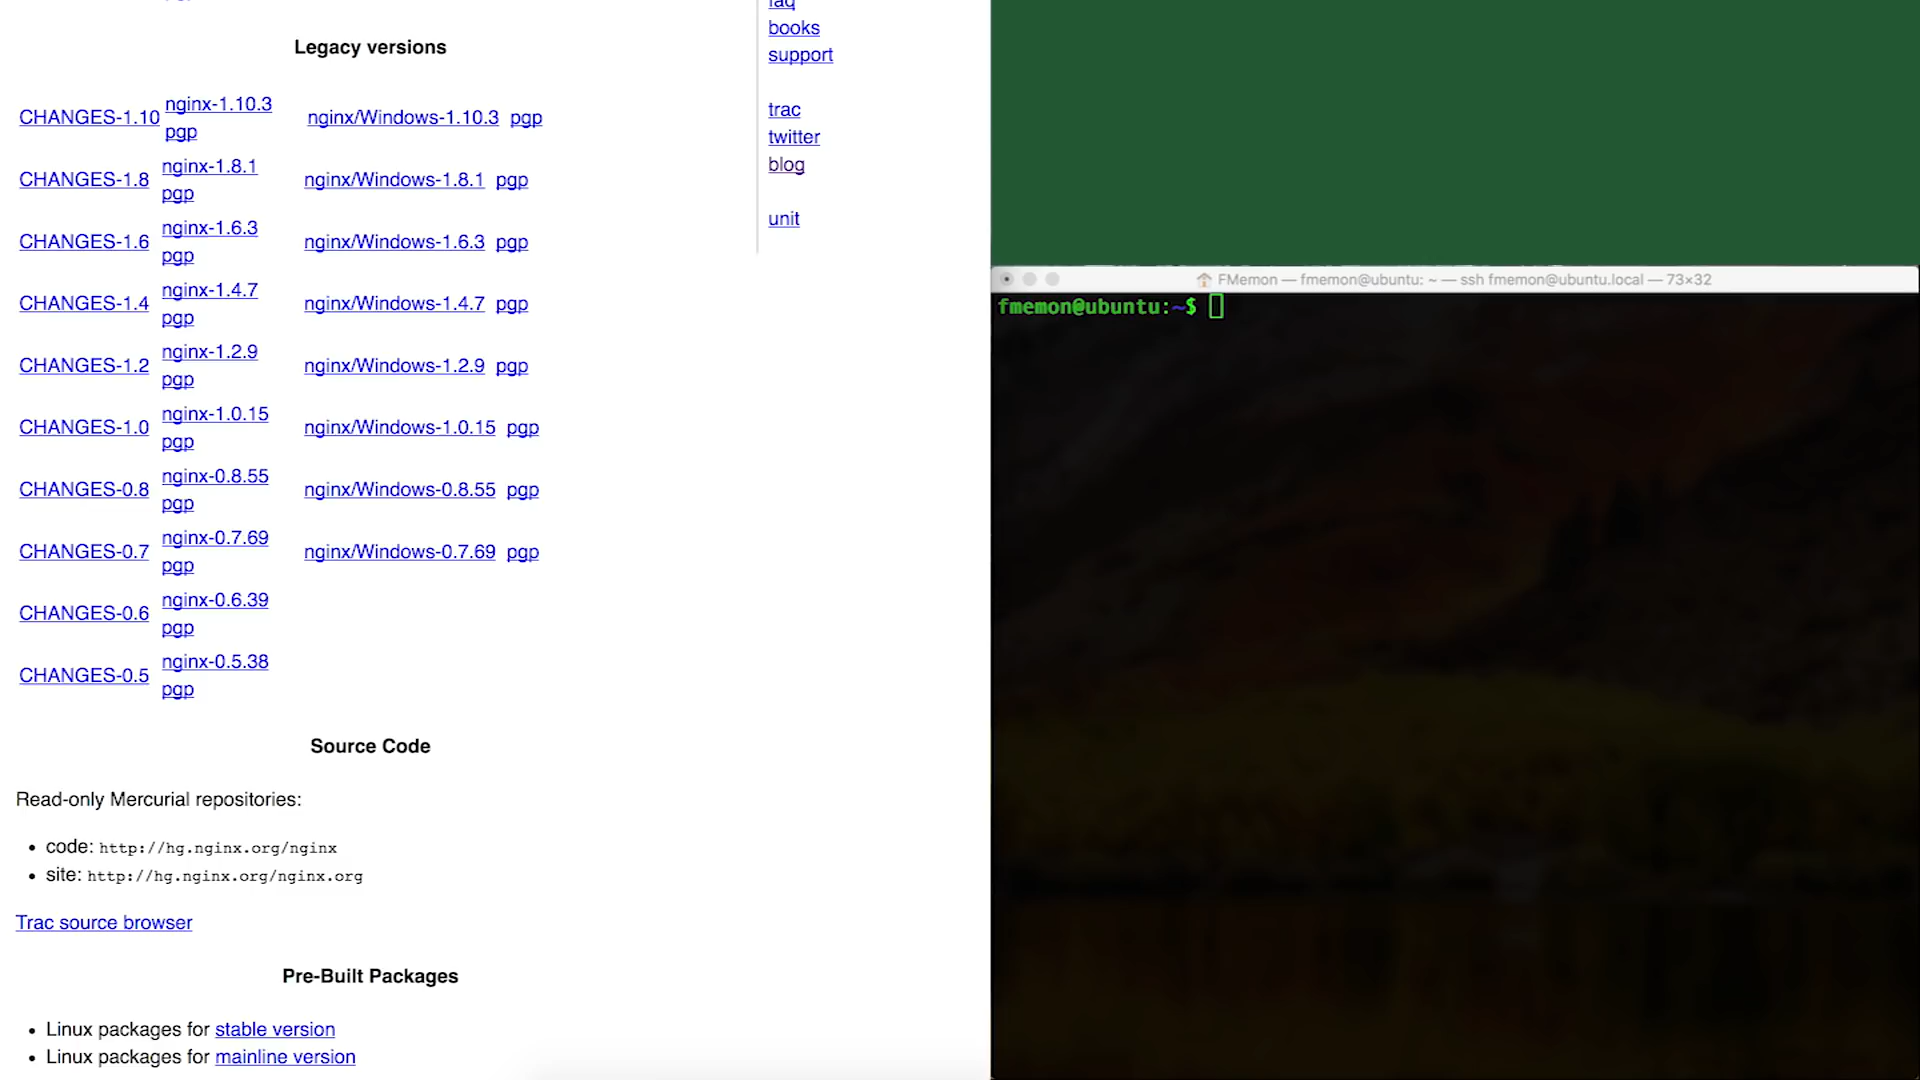 pgp
Legacy versions
CHANGES-1.10 nginx-1.10.3 pgp nginx/Windows-1.10.3 pgp
CHANGES-1.8 nginx-1.8.1 pgp nginx/Windows-1.8.1 pgp
CHANGES-1.6 nginx-1.6.3 pgp nginx/Windows-1.6.3 pgp
CHANGES-1.4 nginx-1.4.7 pgp nginx/Windows-1.4.7 pgp
CHANGES-1.2 nginx-1.2.9 pgp nginx/Windows-1.2.9 pgp
CHANGES-1.0 nginx-1.0.15 pgp nginx/Windows-1.0.15 pgp
CHANGES-0.8 nginx-0.8.55 pgp nginx/Windows-0.8.55 pgp
CHANGES-0.7 nginx-0.7.69 pgp nginx/Windows-0.7.69 pgp
CHANGES-0.6 nginx-0.6.39 pgp
CHANGES-0.5 nginx-0.5.38 pgp
Source Code
Read-only Mercurial repositories:
• code: http://hg.nginx.org/nginx
• site: http://hg.nginx.org/nginx.org
Trac source browser
Pre-Built Packages
• Linux packages for stable version
• Linux packages for mainline version
faq
books
support
trac
twitter
blog
unit
FMemon — fmemon@ubuntu: ~ — ssh fmemon@ubuntu.local — 73×32
fmemon@ubuntu:~$